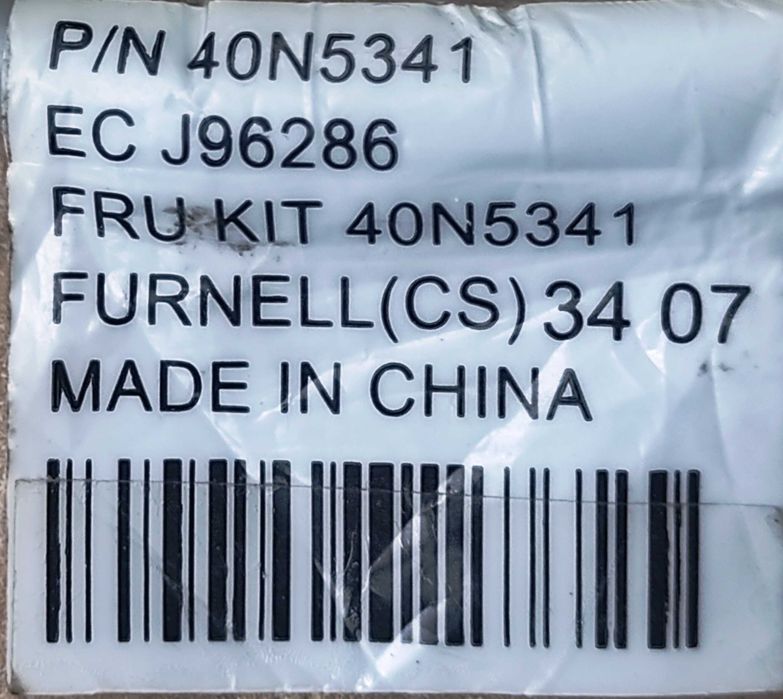 P/N 40N5341
EC J96286
FRU KIT 40N5341
FURNELL(CS)34 07
MADE IN CHINA